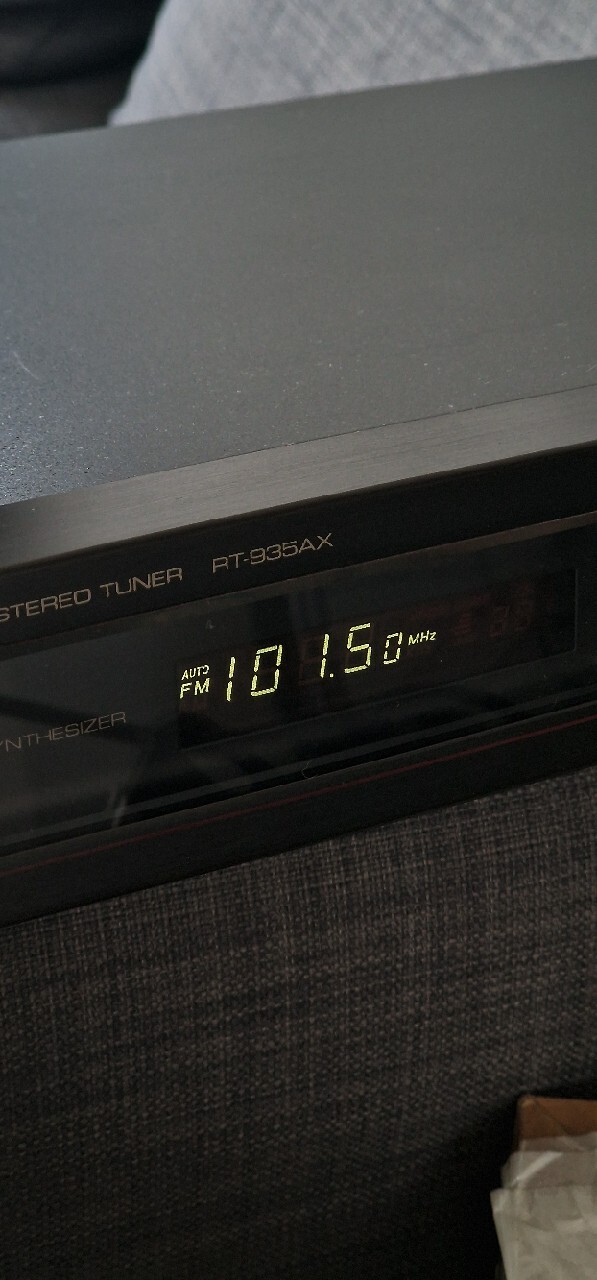 STEREO TUNER RT-935AX
AUTO
FM 101.50 MHz
YNTHESIZER